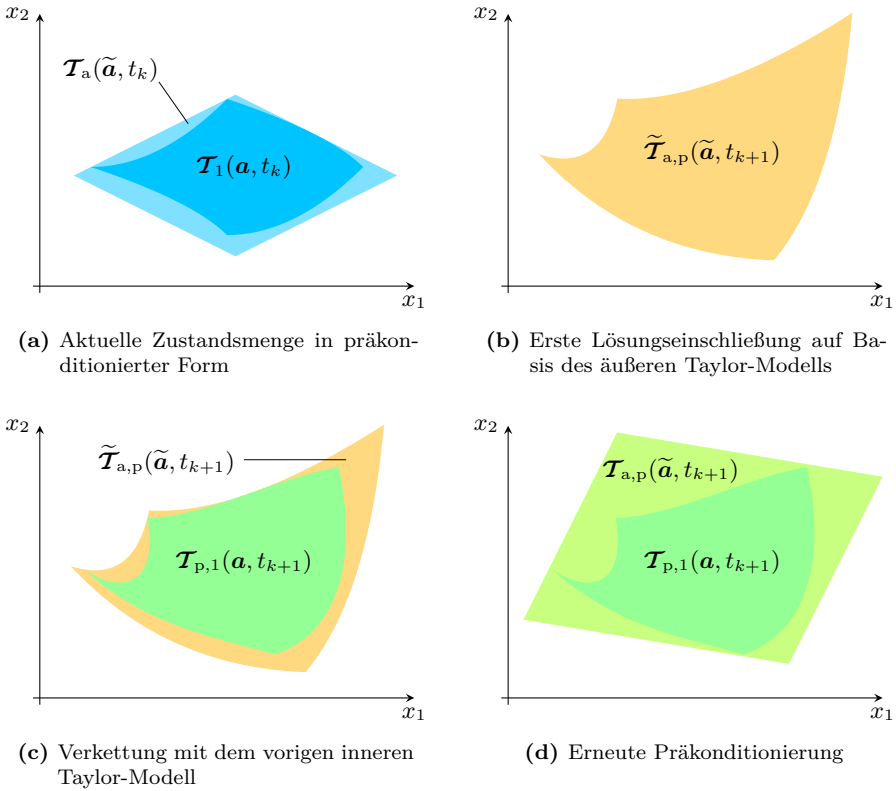 x₂
𝓣ₐ(ã, tₖ)
𝓣₁(a, tₖ)
x₁
(a) Aktuelle Zustandsmenge in präkon-
ditionierter Form
x₂
𝓣̃ₐ,ₚ(ã, tₖ₊₁)
x₁
(b) Erste Lösungseinschließung auf Ba-
sis des äußeren Taylor-Modells
x₂
𝓣̃ₐ,ₚ(ã, tₖ₊₁)
𝓣ₚ,₁(a, tₖ₊₁)
x₁
(c) Verkettung mit dem vorigen inneren
Taylor-Modell
x₂
𝓣ₐ,ₚ(ã, tₖ₊₁)
𝓣ₚ,₁(a, tₖ₊₁)
x₁
(d) Erneute Präkonditionierung